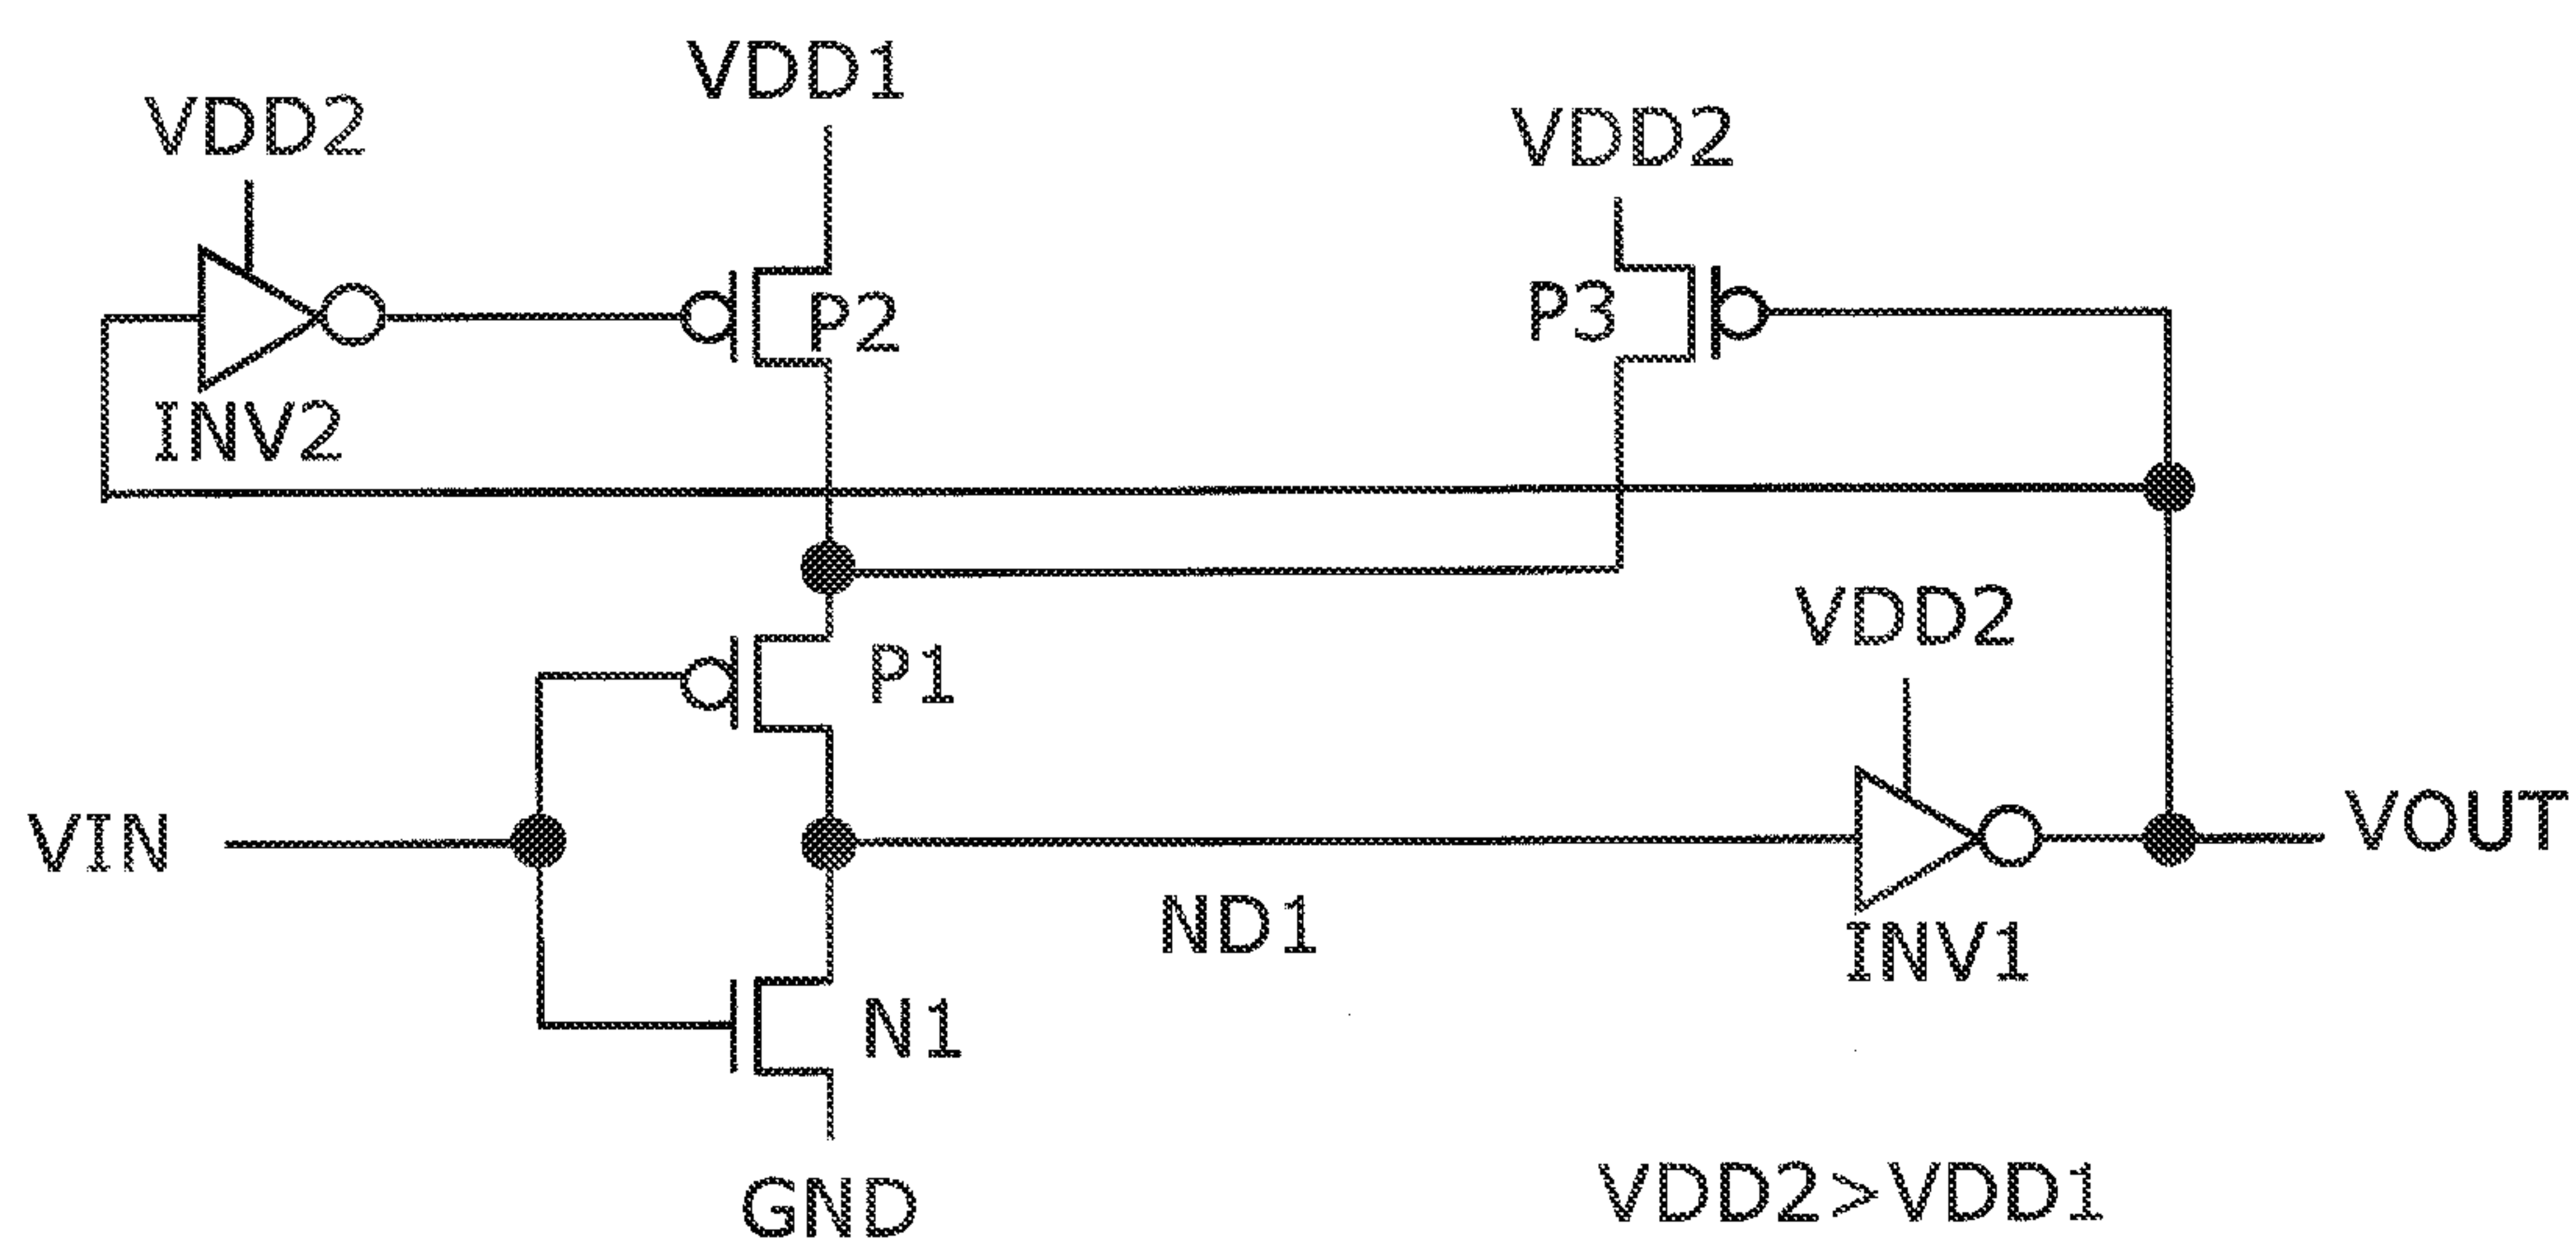 VDD1
VDD2
VDD2
P2
P3
INV2
VDD2
P1
VIN
VOUT
ND1
INV1
N1
GND
VDD2>VDD1